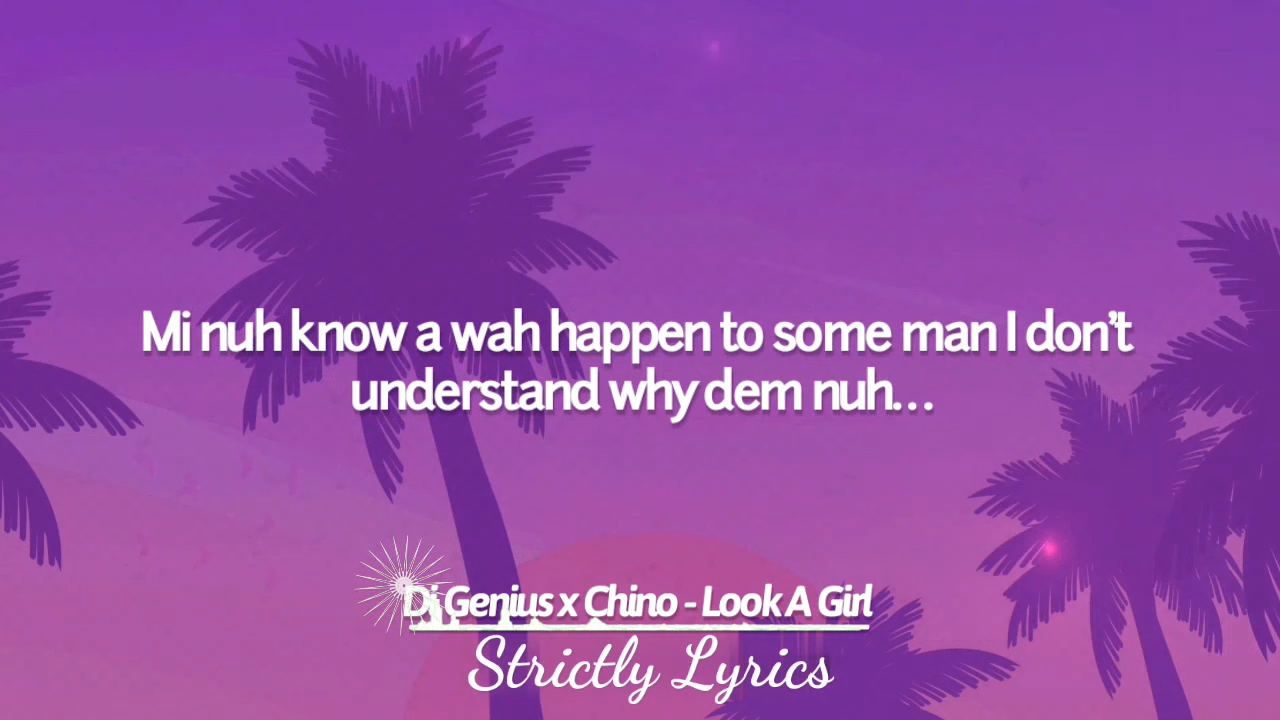 Mi nuh know a wah happen to some man I don't
understand why dem nuh...
Di Genius x Chino - Look A Girl
Strictly Lyrics